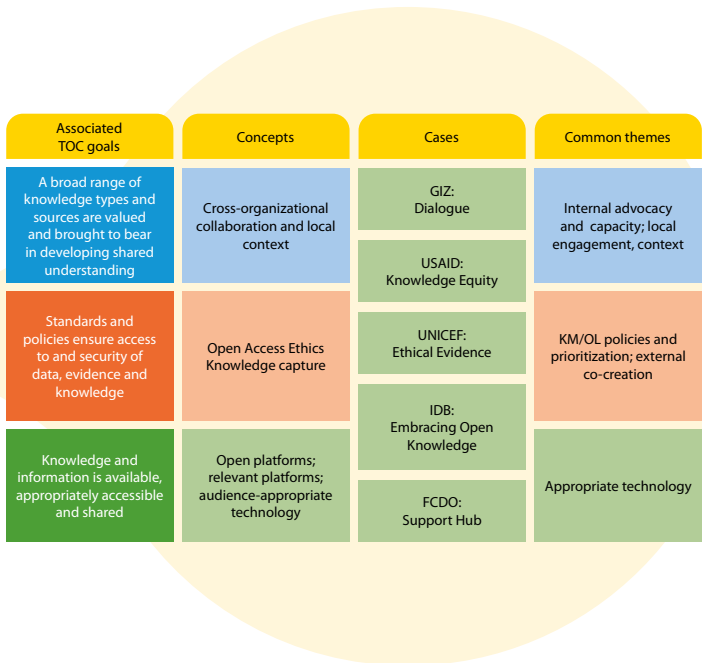 Associated
TOC goals
Concepts
Cases
Common themes
A broad range of
knowledge types and
sources are valued
and brought to bear
in developing shared
understanding
Cross-organizational
collaboration and local
context
GIZ:
Dialogue
USAID:
Knowledge Equity
Internal advocacy
and capacity; local
engagement, context
Standards and
policies ensure access
to and security of
data, evidence and
knowledge
Open Access Ethics
Knowledge capture
UNICEF:
Ethical Evidence
IDB:
Embracing Open
Knowledge
KM/OL policies and
prioritization; external
co-creation
Knowledge and
information is available,
appropriately accessible
and shared
Open platforms;
relevant platforms;
audience-appropriate
technology
FCDO:
Support Hub
Appropriate technology